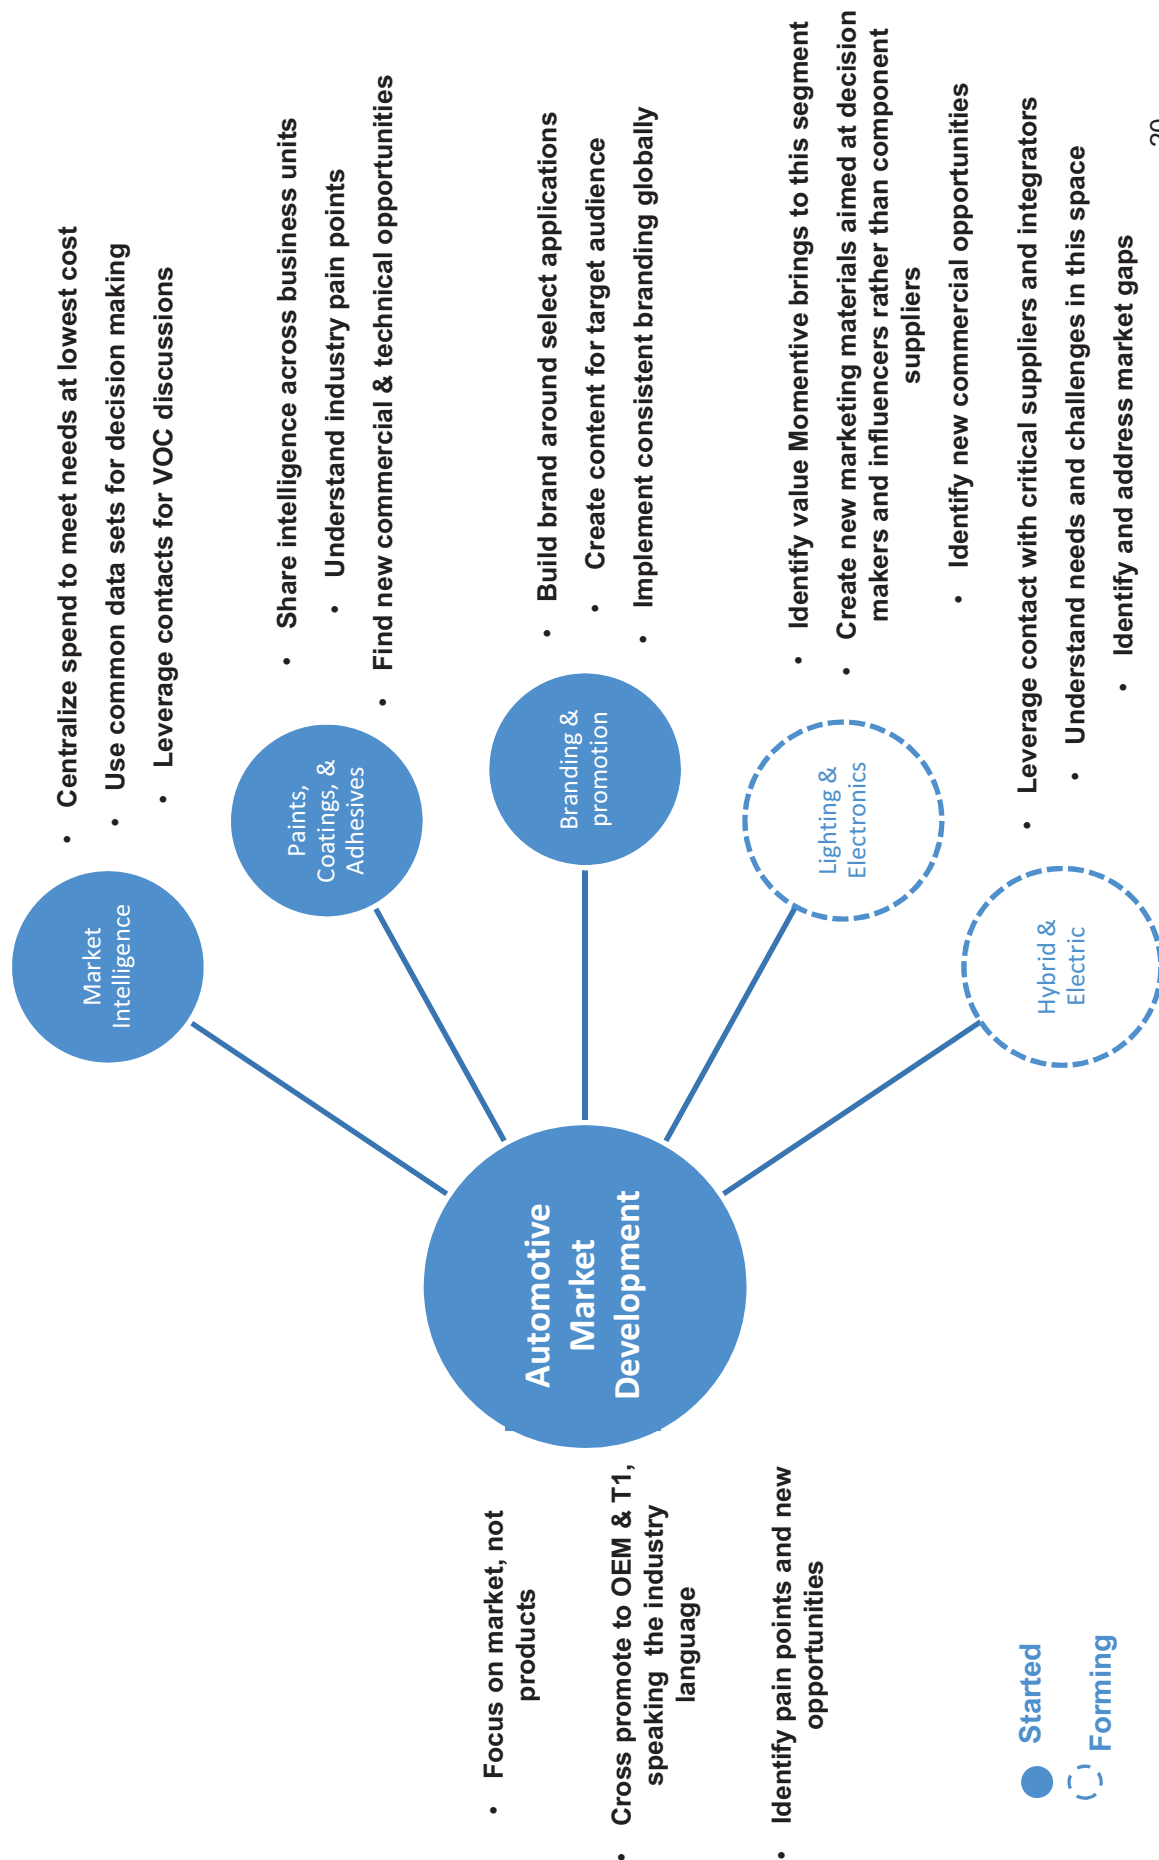 • Focus on market, not
products
• Cross promote to OEM & T1,
speaking the industry
language
• Identify pain points and new
opportunities
Automotive
Market
Development
Market
Intelligence
• Centralize spend to meet needs at lowest cost
• Use common data sets for decision making
• Leverage contacts for VOC discussions
Paints,
Coatings, &
Adhesives
• Share intelligence across business units
• Understand industry pain points
• Find new commercial & technical opportunities
Branding &
promotion
• Build brand around select applications
• Create content for target audience
• Implement consistent branding globally
Lighting &
Electronics
• Identify value Momentive brings to this segment
• Create new marketing materials aimed at decision
makers and influencers rather than component
suppliers
• Identify new commercial opportunities
Hybrid &
Electric
• Leverage contact with critical suppliers and integrators
• Understand needs and challenges in this space
• Identify and address market gaps
Started
Forming